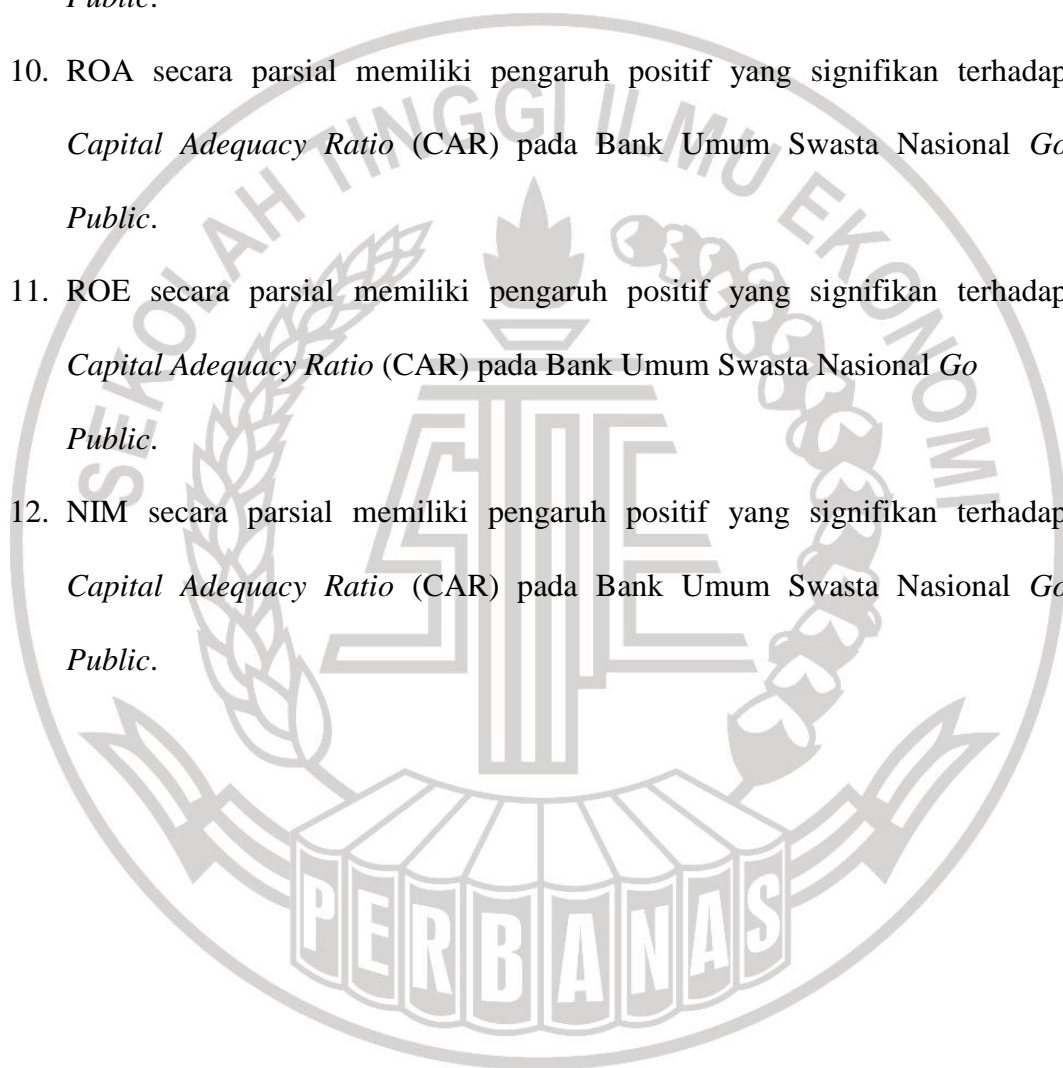 Public.
10. ROA secara parsial memiliki pengaruh positif yang signifikan terhadap
Capital Adequacy Ratio (CAR) pada Bank Umum Swasta Nasional Go
Public.
11. ROE secara parsial memiliki pengaruh positif yang signifikan terhadap
Capital Adequacy Ratio (CAR) pada Bank Umum Swasta Nasional Go
Public.
12. NIM secara parsial memiliki pengaruh positif yang signifikan terhadap
Capital Adequacy Ratio (CAR) pada Bank Umum Swasta Nasional Go
Public.
SEKOLAH TINGGI ILMU EKONOMI
PERBANAS